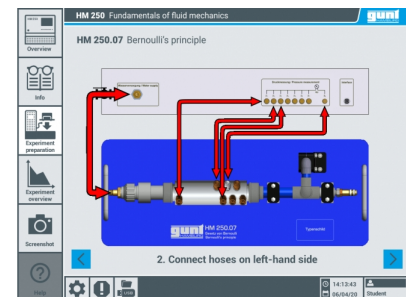 HM 250 Fundamentals of fluid mechanics
gunt
HM 250.07 Bernoulli's principle
Overview
Info
Experiment
preparation
Experiment
overview
Screenshot
Help
gunt
HM 250.07
Bernoulli's principle
Typenschild
2. Connect hoses on left-hand side
USB
14:13:43
06/04/20
Student